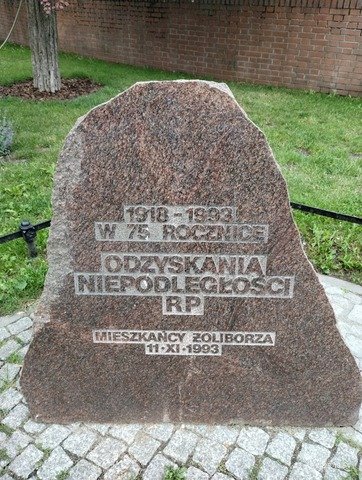 1918 - 1993
W 75 ROCZNICĘ
ODZYSKANIA
NIEPODLEGŁOŚCI
RP
MIESZKAŃCY ŻOLIBORZA
11·XI·1993